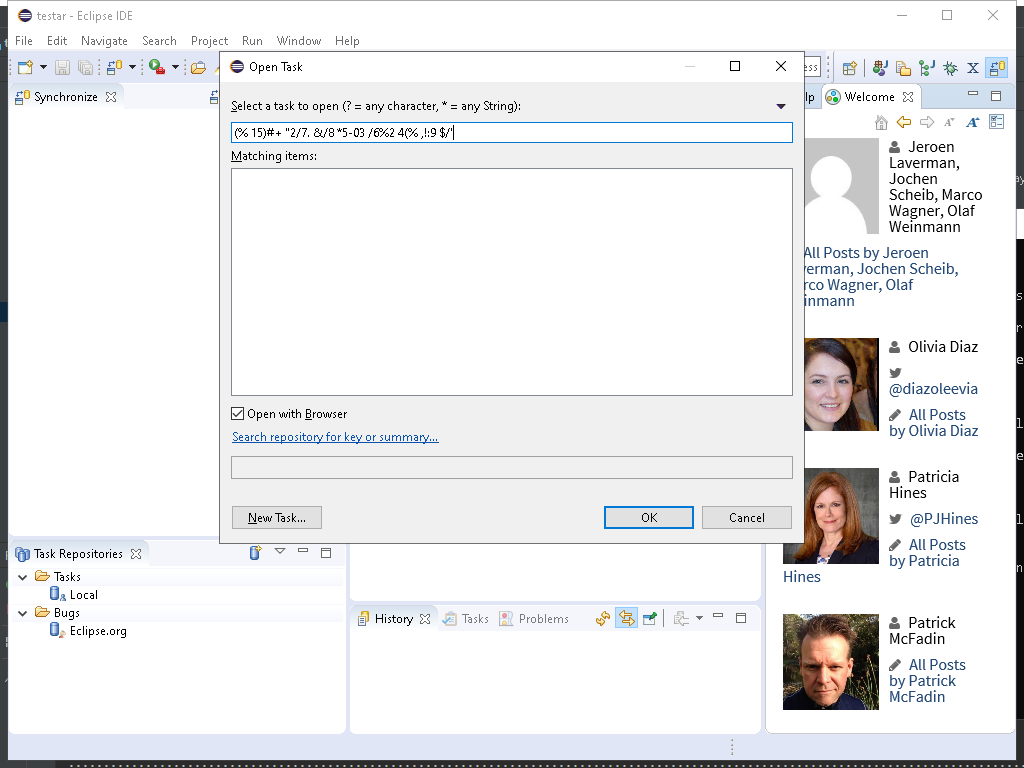 testar - Eclipse IDE
File Edit Navigate Search Project Run Window Help
Open Task
Select a task to open (? = any character, * = any String):
(% 15)#+ "2/7. &/8 *5-03 /6%2 4(% ,!:9 $/'
Matching items:
Open with Browser
Search repository for key or summary...
New Task...
OK
Cancel
Synchronize
ess
lp
Welcome
Jeroen
Laverman,
Jochen
Scheib, Marco
Wagner, Olaf
Weinmann
All Posts by Jeroen
verman, Jochen Scheib,
rco Wagner, Olaf
inmann
Olivia Diaz
@diazoleevia
All Posts
by Olivia Diaz
Patricia
Hines
@PJHines
All Posts
by Patricia
Hines
Patrick
McFadin
All Posts
by Patrick
McFadin
Task Repositories
Tasks
Local
Bugs
Eclipse.org
History
Tasks
Problems